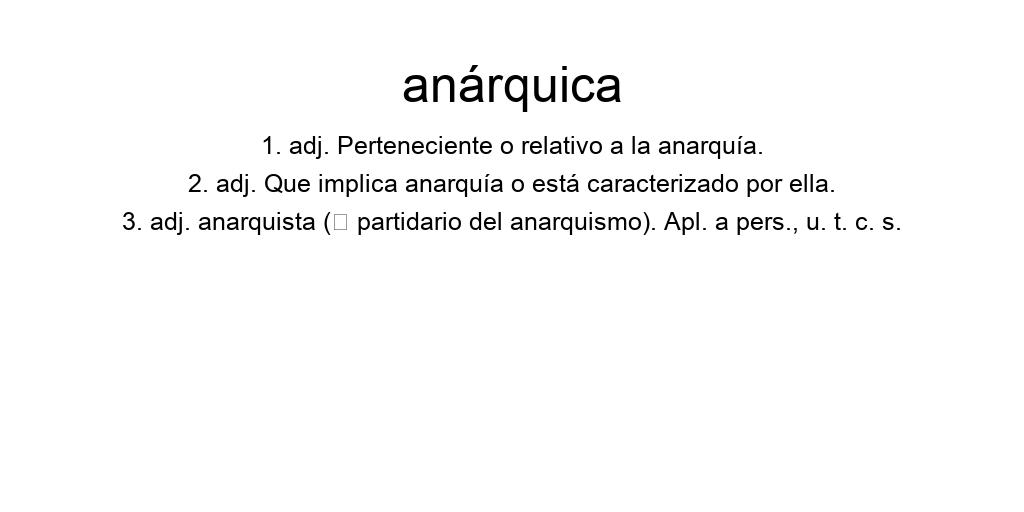 anárquica
1. adj. Perteneciente o relativo a la anarquía.
2. adj. Que implica anarquía o está caracterizado por ella.
3. adj. anarquista (□ partidario del anarquismo). Apl. a pers., u. t. c. s.